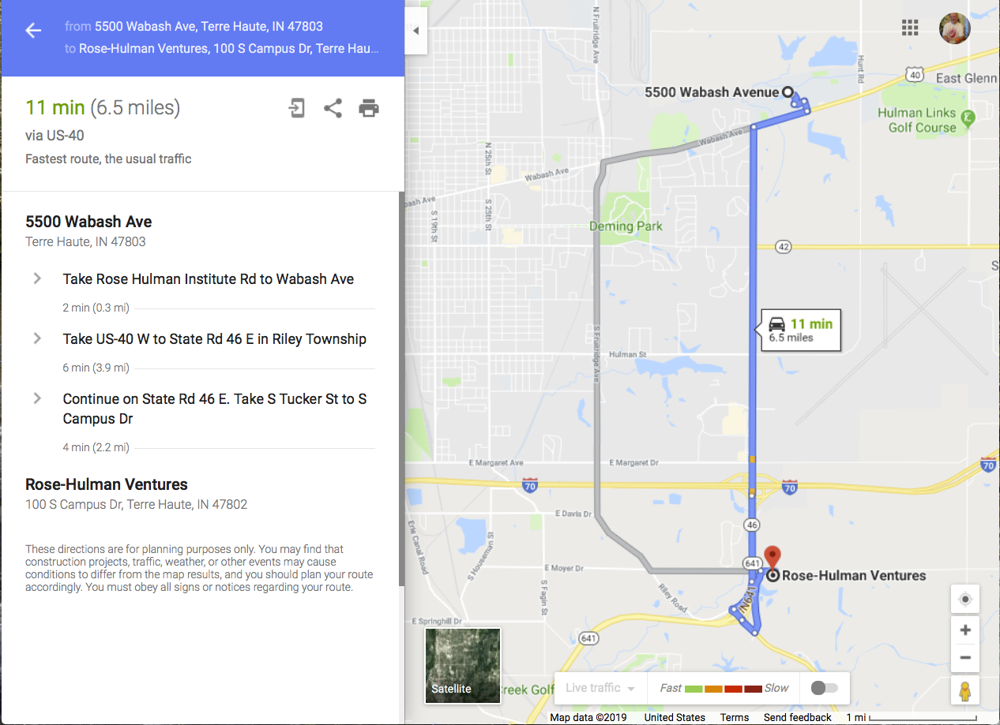 from 5500 Wabash Ave, Terre Haute, IN 47803
to Rose-Hulman Ventures, 100 S Campus Dr, Terre Hau...
11 min (6.5 miles)
via US-40
Fastest route, the usual traffic
5500 Wabash Ave
Terre Haute, IN 47803
Take Rose Hulman Institute Rd to Wabash Ave
2 min (0.3 mi)
Take US-40 W to State Rd 46 E in Riley Township
6 min (3.9 mi)
Continue on State Rd 46 E. Take S Tucker St to S
Campus Dr
4 min (2.2 mi)
Rose-Hulman Ventures
100 S Campus Dr, Terre Haute, IN 47802
These directions are for planning purposes only. You may find that
construction projects, traffic, weather, or other events may cause
conditions to differ from the map results, and you should plan your route
accordingly. You must obey all signs or notices regarding your route.
N Fruitridge Ave
Hunt Rd
40
East Glenn
5500 Wabash Avenue
Hulman Links
Golf Course
Wabash Ave
N 25th St
Wabash Ave
bash Ave
S 19th St
S 25th St
Deming Park
42
S
11 min
6.5 miles
S Fruitridge Ave
Hulman St
E Margaret Ave
E Margaret Dr
70
70
70
E Davis Dr
46
Erie Canal Road
S Houseman St
641
E Moyer Dr
Rose-Hulman Ventures
S Fagin St
Riley Road
IN641
E Springhill Dr
641
Satellite
reek Golf
Live traffic
Fast
Slow
Map data ©2019
United States
Terms
Send feedback
1 mi